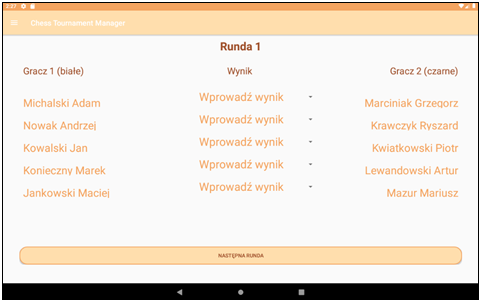 2:37
Chess Tournament Manager
Runda 1
Gracz 1 (białe) Wynik Gracz 2 (czarne)
Michalski Adam Wprowadź wynik Marciniak Grzegorz
Nowak Andrzej Wprowadź wynik Krawczyk Ryszard
Kowalski Jan Wprowadź wynik Kwiatkowski Piotr
Konieczny Marek Wprowadź wynik Lewandowski Artur
Jankowski Maciej Wprowadź wynik Mazur Mariusz
NASTĘPNA RUNDA